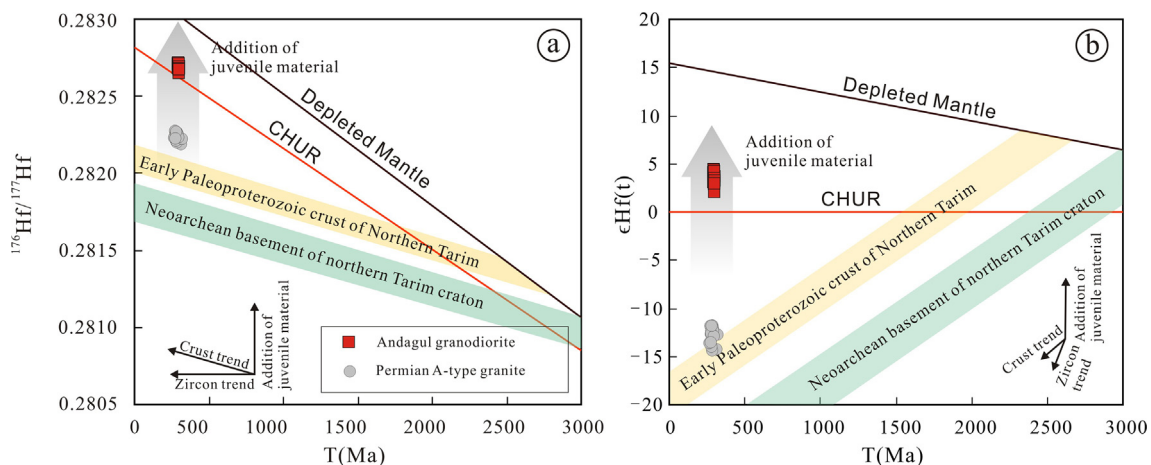 0.2830
0.2825
0.2820
0.2815
0.2810
0.2805
¹⁷⁶Hf/¹⁷⁷Hf
a
Addition of
juvenile material
Depleted Mantle
CHUR
Early Paleoproterozoic crust of Northern Tarim
Neoarchean basement of northern Tarim craton
Crust trend
Zircon trend
Addition of
juvenile material
Andagul granodiorite
Permian A-type granite
0
500
1000
1500
2000
2500
3000
T(Ma)
20
15
10
5
0
−5
−10
−15
−20
ϵHf(t)
b
Depleted Mantle
Addition of
juvenile material
CHUR
Early Paleoproterozoic crust of Northern Tarim
Neoarchean basement of northern Tarim craton
Crust trend
Zircon
trend
Addition of
juvenile material
0
500
1000
1500
2000
2500
3000
T(Ma)